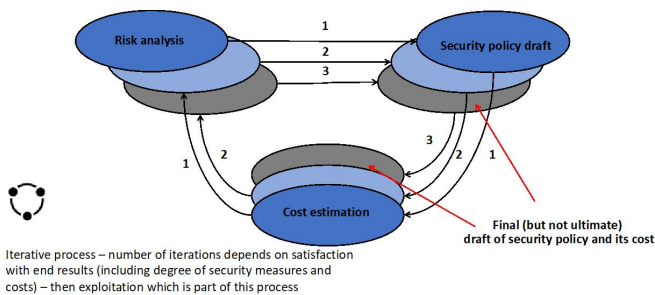 1
Risk analysis
Security policy draft
2
3
3
2
1
1
2
Cost estimation
Final (but not ultimate)
draft of security policy and its cost
Iterative process – number of iterations depends on satisfaction
with end results (including degree of security measures and
costs) – then exploitation which is part of this process